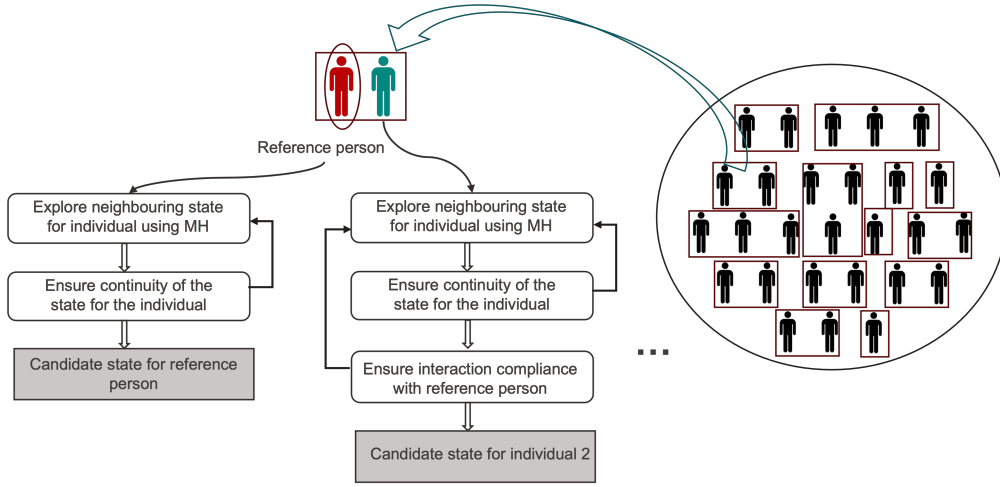 Reference person
Explore neighbouring state
for individual using MH
Ensure continuity of the
state for the individual
Candidate state for reference
person
Explore neighbouring state
for individual using MH
Ensure continuity of the
state for the individual
Ensure interaction compliance
with reference person
Candidate state for individual 2
...